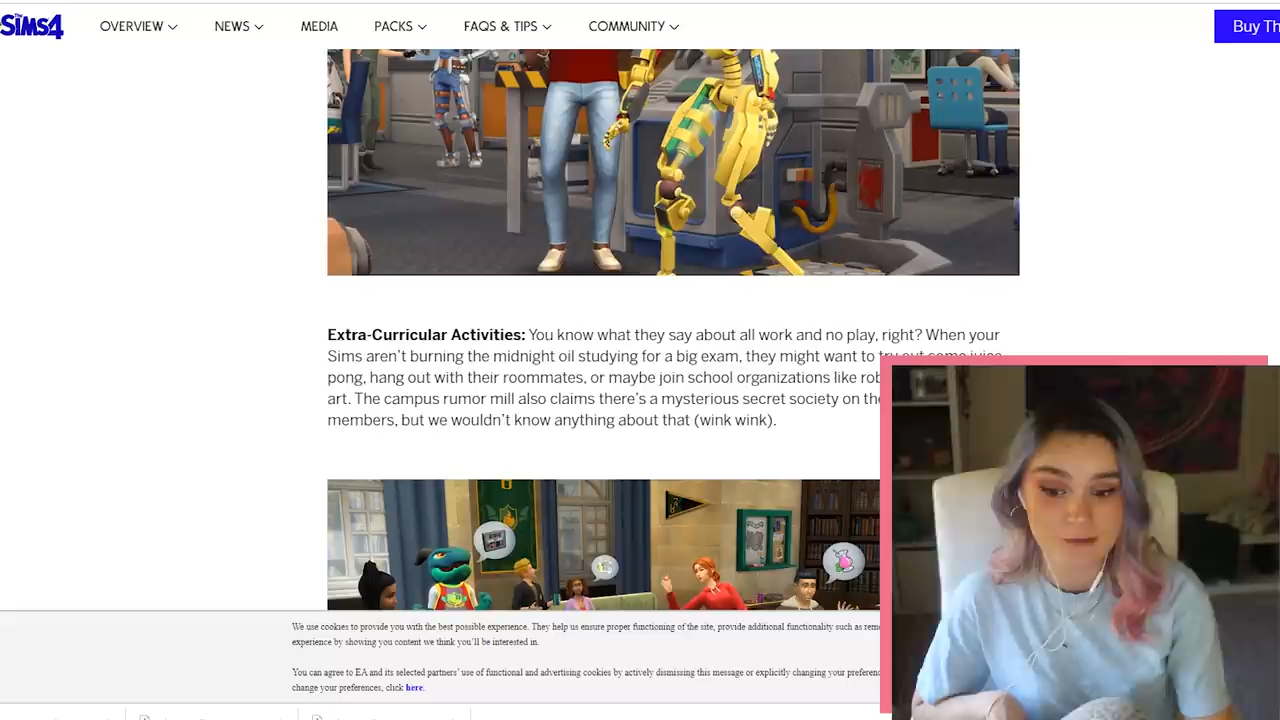 The SiMS4
OVERVIEW
NEWS
MEDIA
PACKS
FAQS & TIPS
COMMUNITY
Buy Th
Extra-Curricular Activities: You know what they say about all work and no play, right? When your
Sims aren't burning the midnight oil studying for a big exam, they might want to try out some juice
pong, hang out with their roommates, or maybe join school organizations like rob
art. The campus rumor mill also claims there's a mysterious secret society on the
members, but we wouldn't know anything about that (wink wink).
We use cookies to provide you with the best possible experience. They help us ensure proper functioning of the site, provide additional functionality such as rem
experience by showing you content we think you'll be interested in.
You can agree to EA and its selected partners' use of functional and advertising cookies by actively dismissing this message or explicitly changing your preferen
change your preferences, click here.